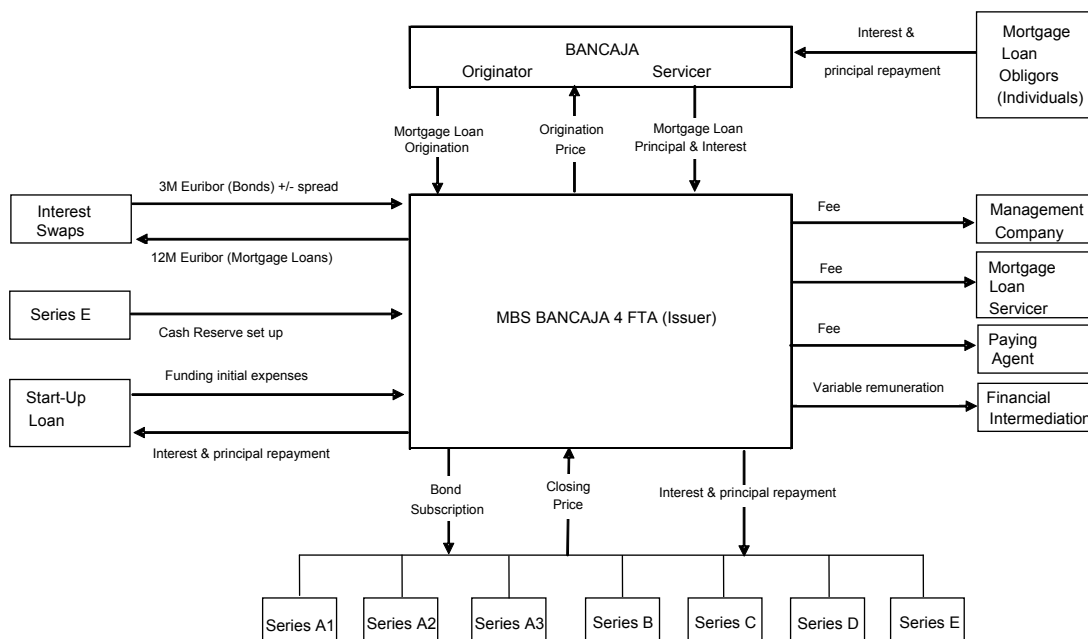 BANCAJA
Originator Servicer
Interest &
principal repayment
Mortgage
Loan
Obligors
(Individuals)
Mortgage Loan
Origination
Origination
Price
Mortgage Loan
Principal & Interest
3M Euribor (Bonds) +/- spread
Interest
Swaps
12M Euribor (Mortgage Loans)
Series E
Cash Reserve set up
Funding initial expenses
Start-Up
Loan
Interest & principal repayment
MBS BANCAJA 4 FTA (Issuer)
Fee
Management
Company
Fee
Mortgage
Loan
Servicer
Fee
Paying
Agent
Variable remuneration
Financial
Intermediation
Bond
Subscription
Closing
Price
Interest & principal repayment
Series A1
Series A2
Series A3
Series B
Series C
Series D
Series E